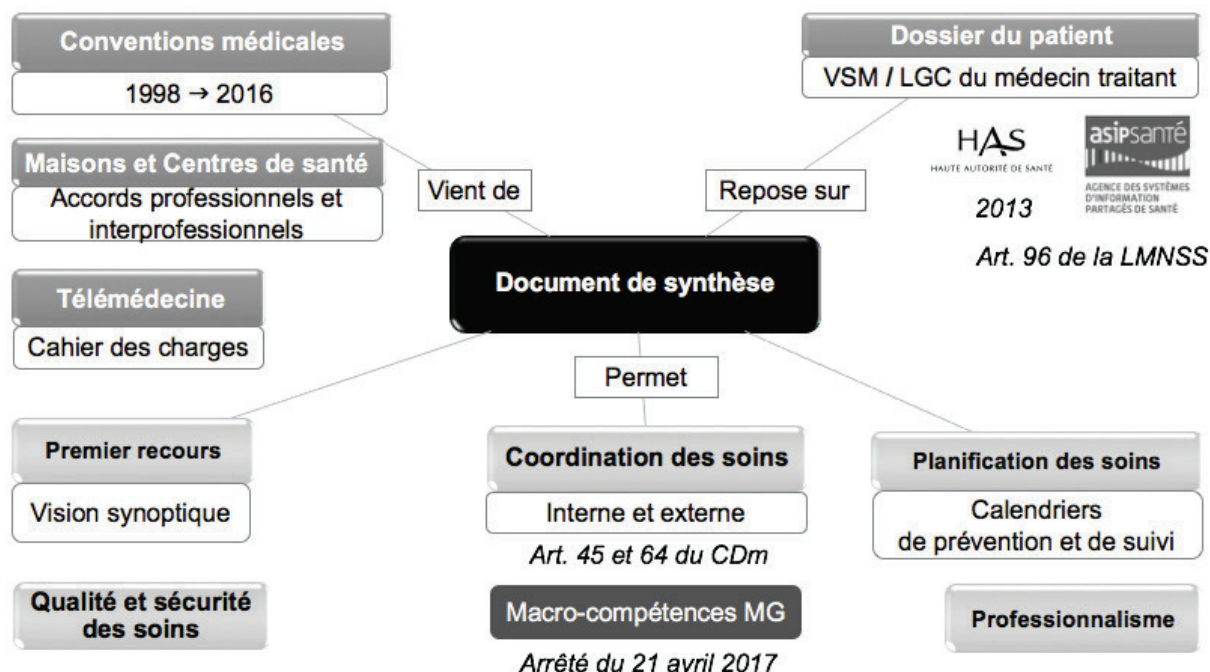 Conventions médicales
1998 → 2016
Maisons et Centres de santé
Accords professionnels et
interprofessionnels
Télémédecine
Cahier des charges
Vient de
Dossier du patient
VSM / LGC du médecin traitant
HAS
HAUTE AUTORITÉ DE SANTÉ
2013
asipsanté
AGENCE DES SYSTÈMES
D'INFORMATION
PARTAGÉS DE SANTÉ
Art. 96 de la LMNSS
Repose sur
Document de synthèse
Permet
Premier recours
Vision synoptique
Qualité et sécurité
des soins
Coordination des soins
Interne et externe
Art. 45 et 64 du CDm
Macro-compétences MG
Arrêté du 21 avril 2017
Planification des soins
Calendriers
de prévention et de suivi
Professionnalisme